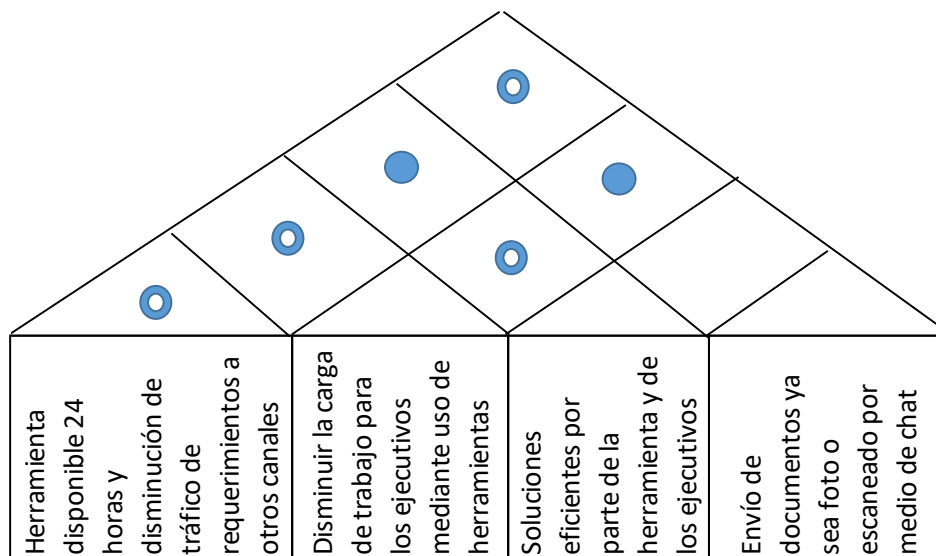 Herramienta
disponible 24
horas y
disminución de
tráfico de
requerimientos a
otros canales
Disminuir la carga
de trabajo para
los ejecutivos
mediante uso de
herramientas
Soluciones
eficientes por
parte de la
herramienta y de
los ejecutivos
Envío de
documentos ya
sea foto o
escaneado por
medio de chat